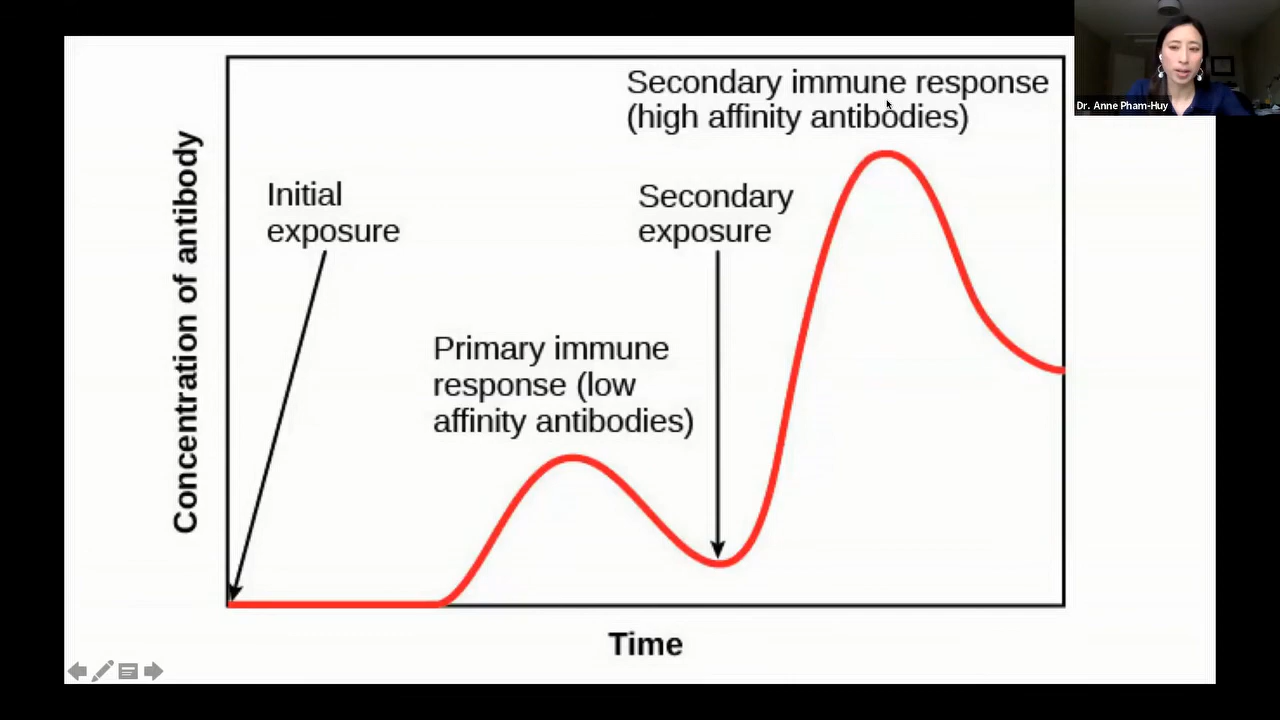 Secondary immune response
(high affinity antibodies)
Dr. Anne Pham-Huy
Initial
exposure
Secondary
exposure
Primary immune
response (low
affinity antibodies)
Concentration of antibody
Time